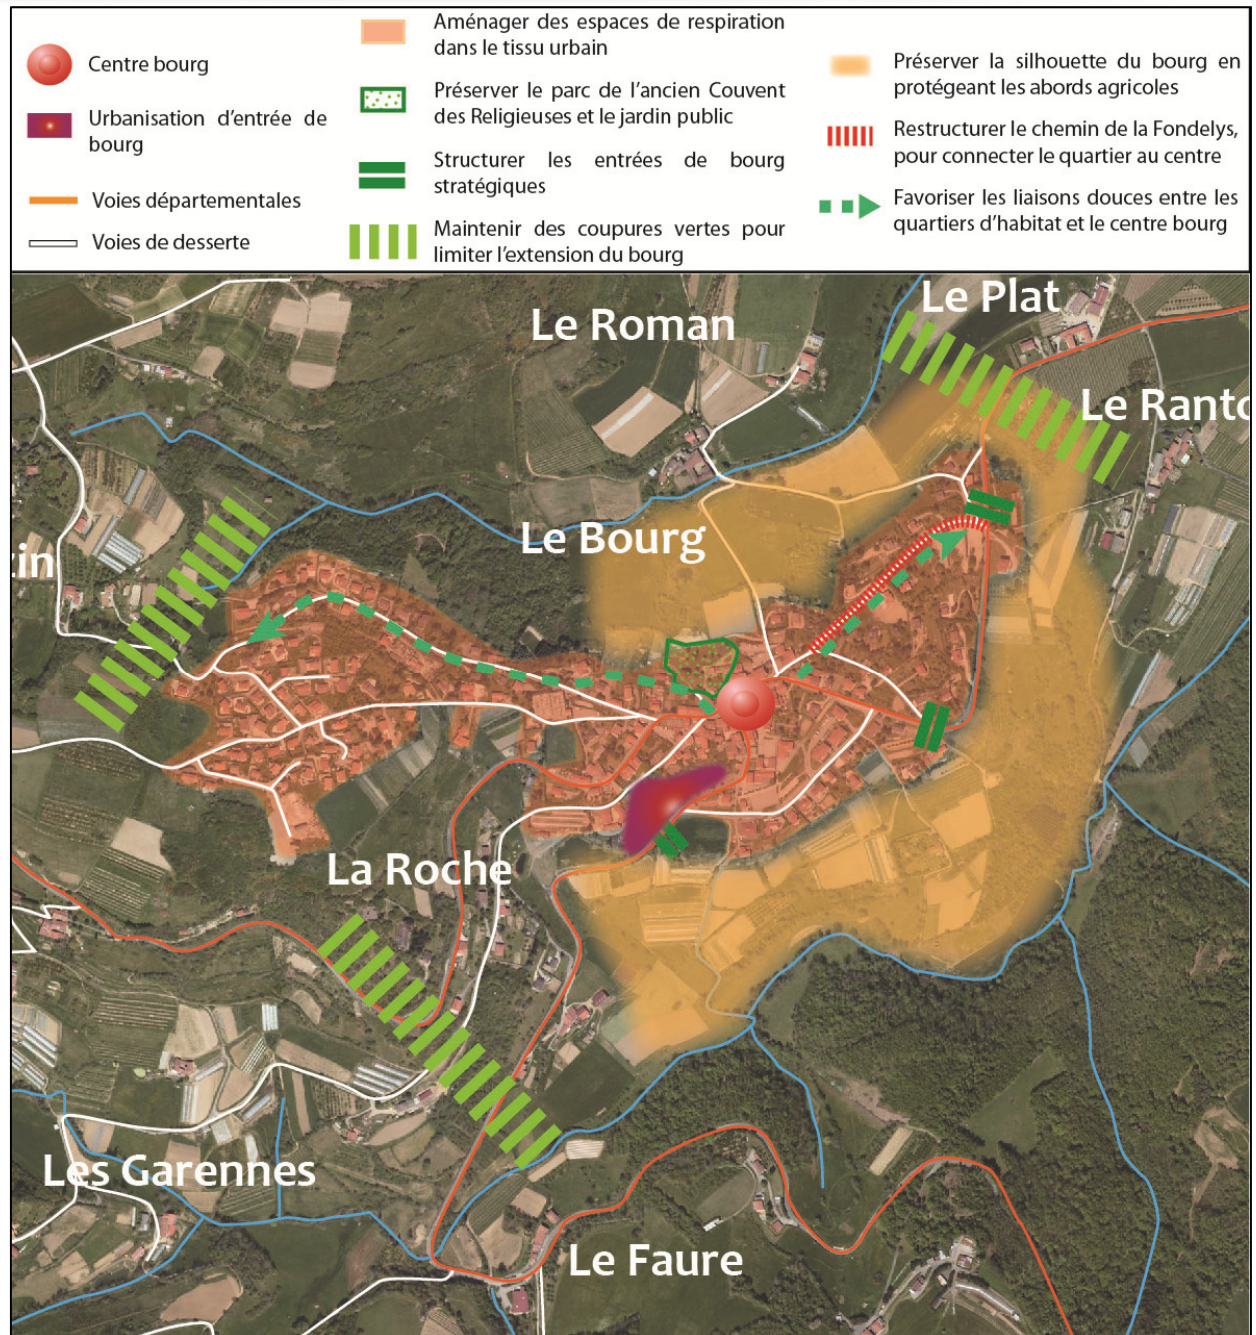 Centre bourg
Urbanisation d'entrée de
bourg
Voies départementales
Voies de desserte
Aménager des espaces de respiration
dans le tissu urbain
Préserver le parc de l'ancien Couvent
des Religieuses et le jardin public
Structurer les entrées de bourg
stratégiques
Maintenir des coupures vertes pour
limiter l'extension du bourg
Préserver la silhouette du bourg en
protégeant les abords agricoles
Restructurer le chemin de la Fondelys,
pour connecter le quartier au centre
Favoriser les liaisons douces entre les
quartiers d'habitat et le centre bourg
Le Plat
Le Roman
Le Ranto
Le Bourg
zin
La Roche
Les Garennes
Le Faure